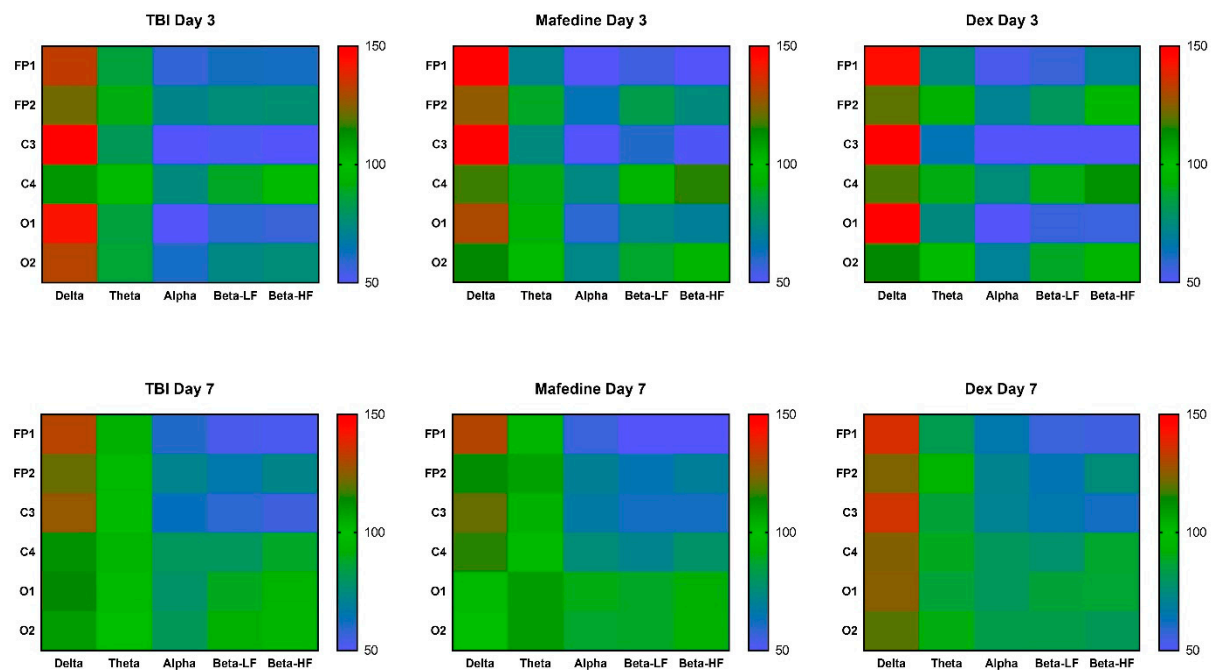 TBI Day 3
Mafedine Day 3
Dex Day 3
FP1
FP2
C3
C4
O1
O2
150
100
50
Delta Theta Alpha Beta-LF Beta-HF
FP1
FP2
C3
C4
O1
O2
150
100
50
Delta Theta Alpha Beta-LF Beta-HF
FP1
FP2
C3
C4
O1
O2
150
100
50
Delta Theta Alpha Beta-LF Beta-HF
TBI Day 7
Mafedine Day 7
Dex Day 7
FP1
FP2
C3
C4
O1
O2
150
100
50
Delta Theta Alpha Beta-LF Beta-HF
FP1
FP2
C3
C4
O1
O2
150
100
50
Delta Theta Alpha Beta-LF Beta-HF
FP1
FP2
C3
C4
O1
O2
150
100
50
Delta Theta Alpha Beta-LF Beta-HF